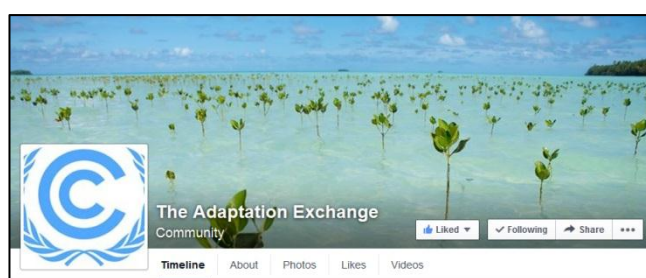 The Adaptation Exchange
Community
Liked Following Share
Timeline About Photos Likes Videos